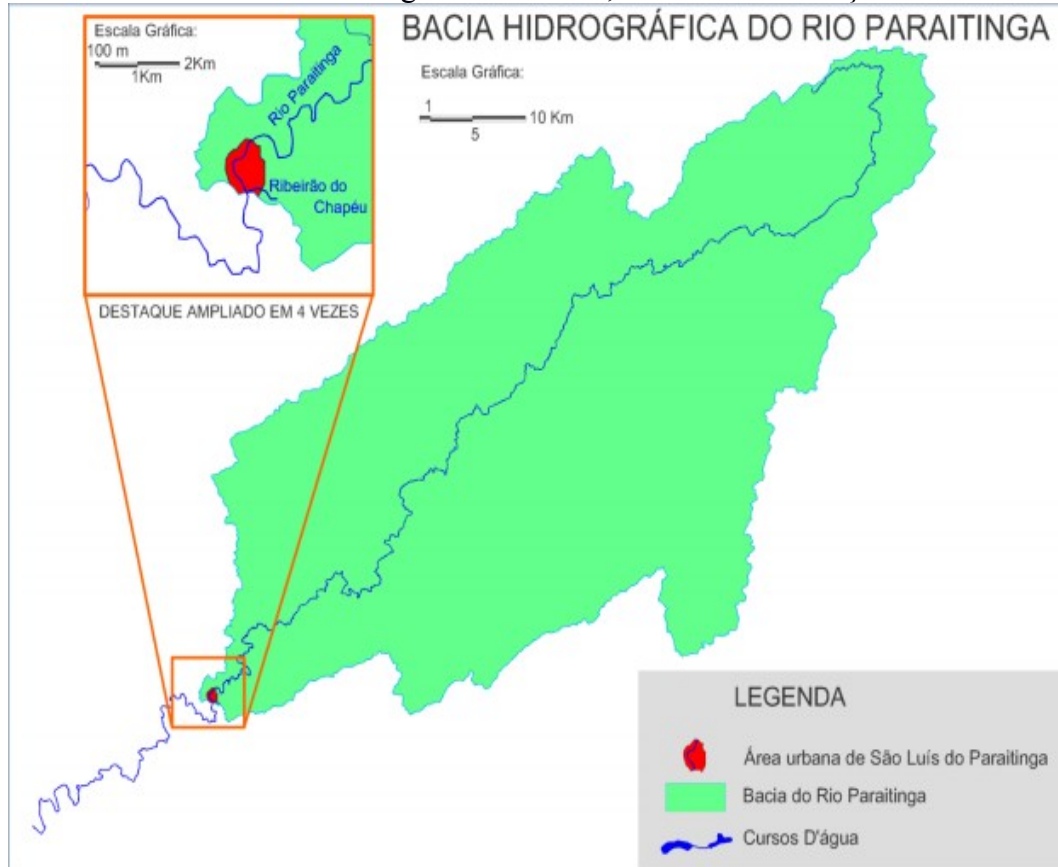 BACIA HIDROGRÁFICA DO RIO PARAITINGA
Escala Gráfica:
100 m
2Km
1Km
Rio Paraitinga
Ribeirão do
Chapéu
DESTAQUE AMPLIADO EM 4 VEZES
Escala Gráfica:
1
10 Km
5
LEGENDA
Área urbana de São Luís do Paraitinga
Bacia do Rio Paraitinga
Cursos D'água